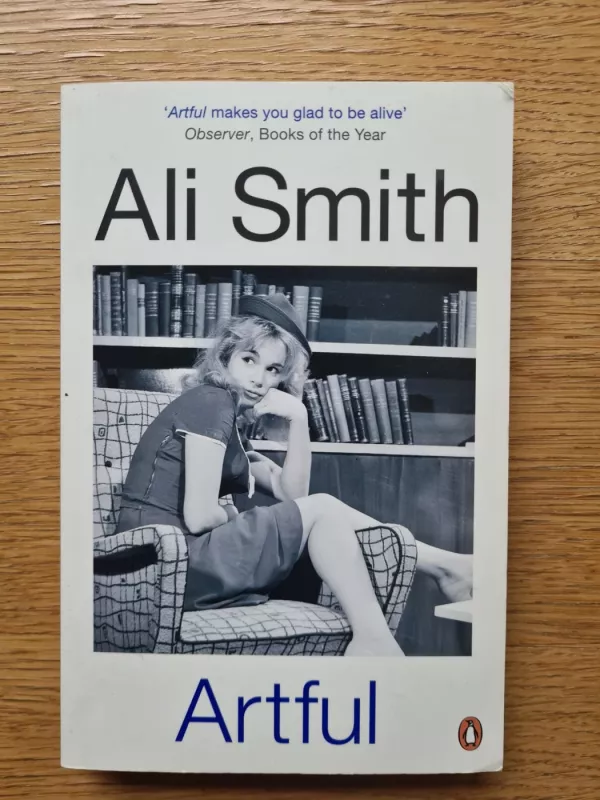 ‘Artful makes you glad to be alive’
Observer, Books of the Year
Ali Smith
Artful